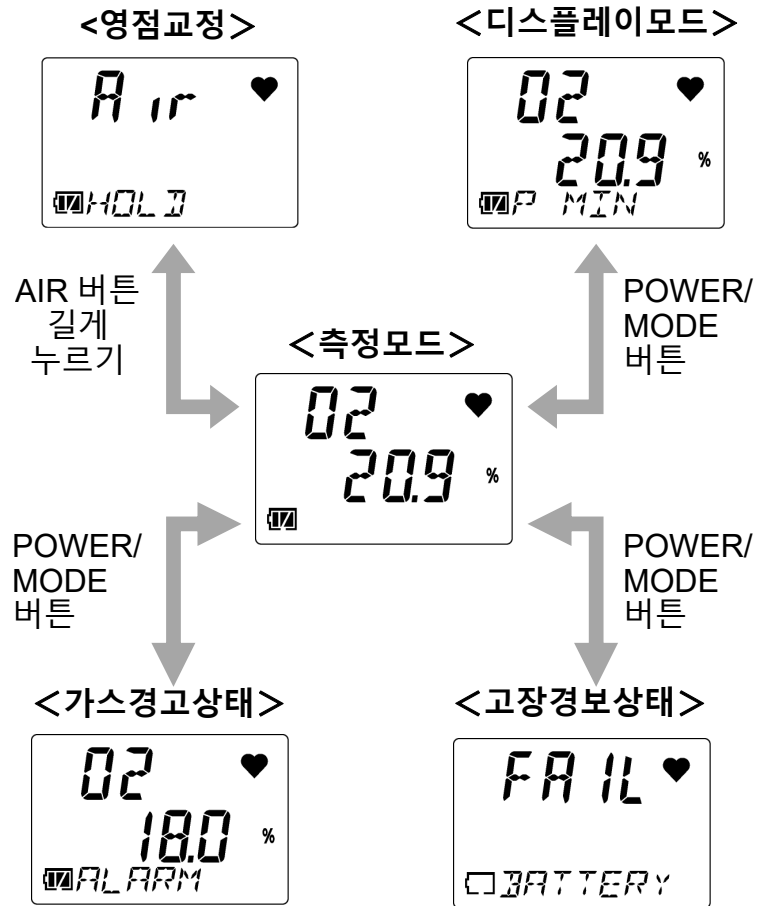 <영점교정>
Air
HOLD
<디스플레이모드>
O2
20.9 %
P MIN
AIR 버튼
길게
누르기
POWER/
MODE
버튼
<측정모드>
O2
20.9 %
POWER/
MODE
버튼
POWER/
MODE
버튼
<가스경고상태>
O2
18.0 %
ALARM
<고장경보상태>
FAIL
BATTERY